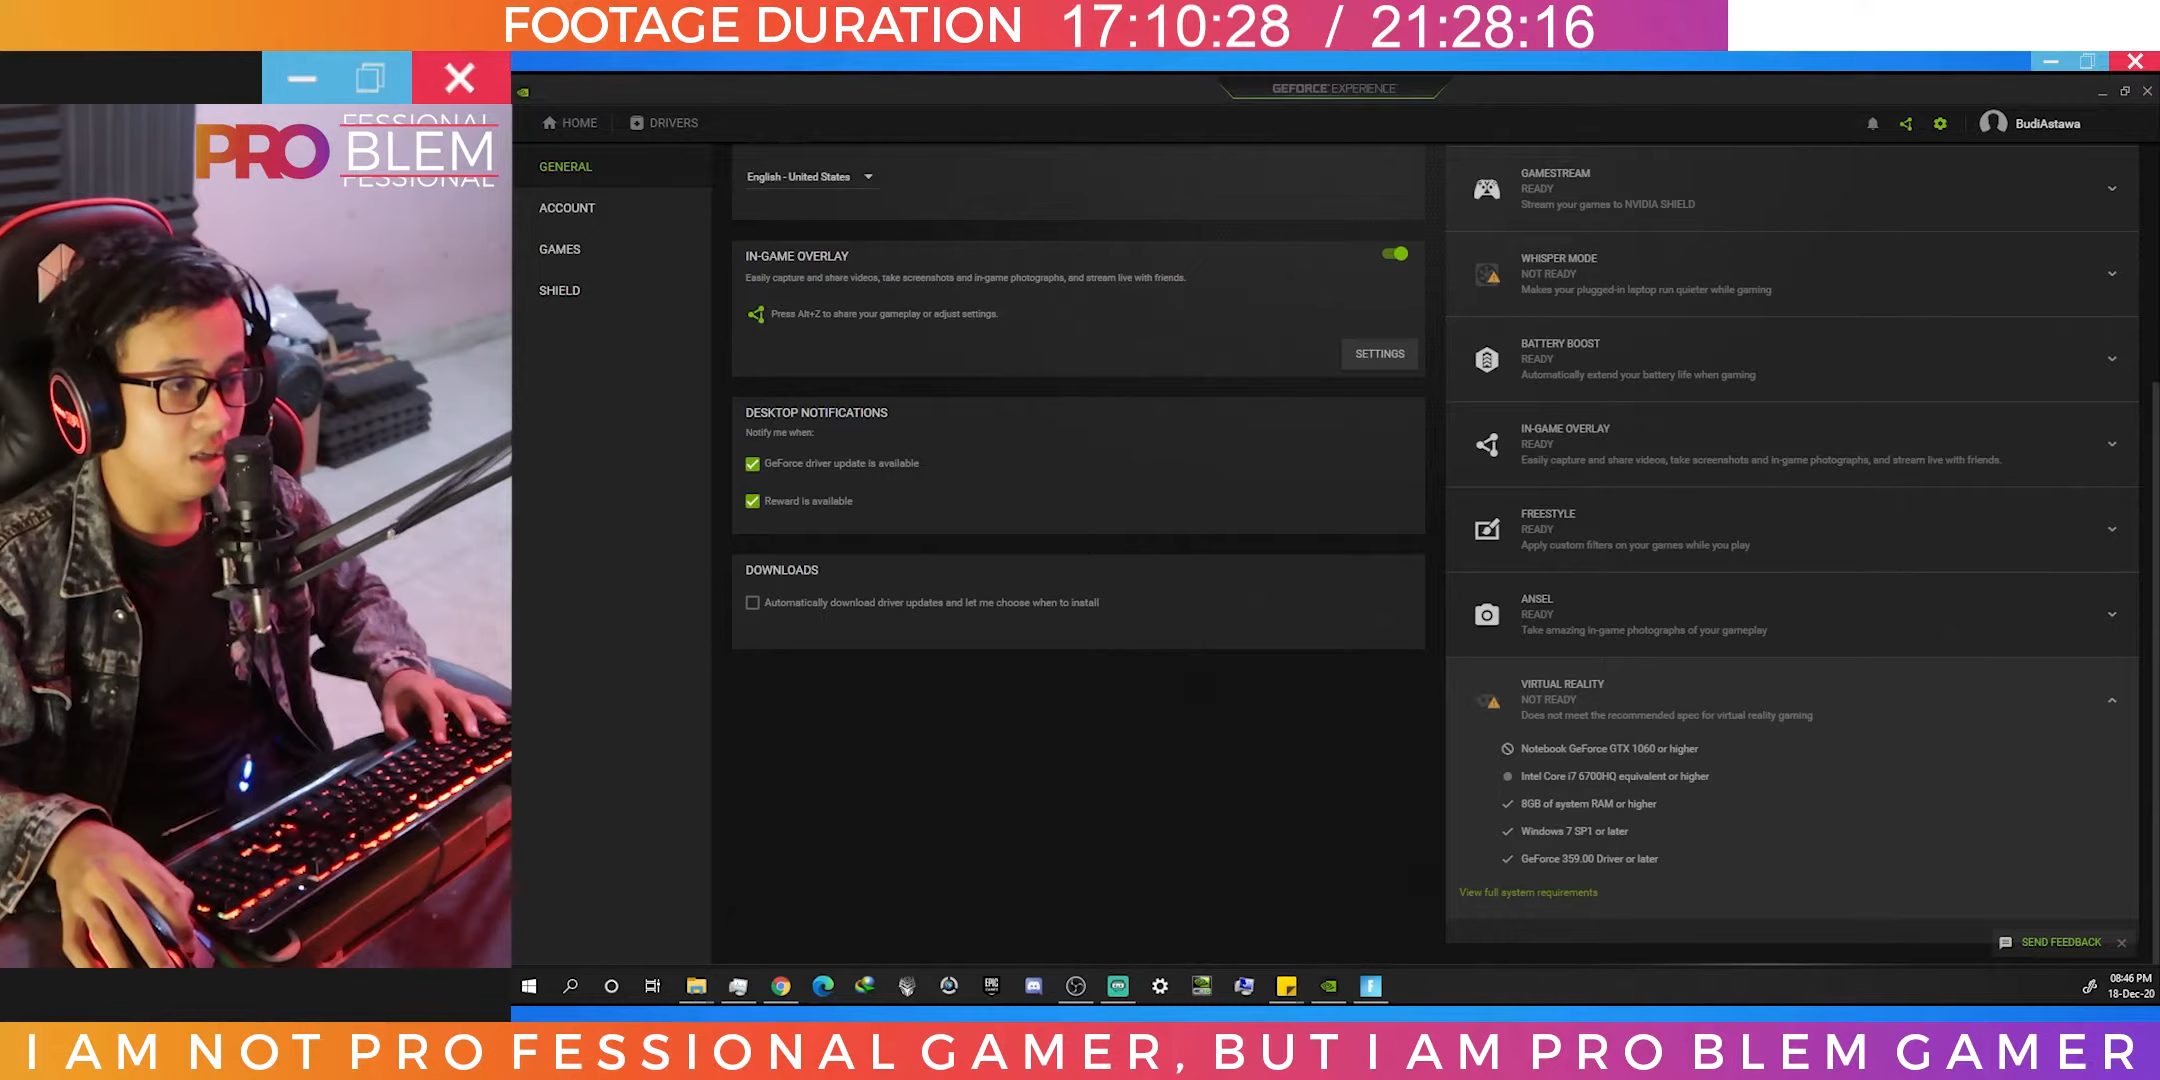 FOOTAGE DURATION 17:10:28 / 21:28:16
PRO FESSIONAL
BLEM
FESSIONAL
GEFORCE EXPERIENCE
HOME
DRIVERS
BudiAstawa
GENERAL
ACCOUNT
GAMES
SHIELD
English - United States
IN-GAME OVERLAY
Easily capture and share videos, take screenshots and in-game photographs, and stream live with friends.
Press Alt+Z to share your gameplay or adjust settings.
SETTINGS
DESKTOP NOTIFICATIONS
Notify me when:
GeForce driver update is available
Reward is available
DOWNLOADS
Automatically download driver updates and let me choose when to install
GAMESTREAM
READY
Stream your games to NVIDIA SHIELD
WHISPER MODE
NOT READY
Makes your plugged-in laptop run quieter while gaming
BATTERY BOOST
READY
Automatically extend your battery life when gaming
IN-GAME OVERLAY
READY
Easily capture and share videos, take screenshots and in-game photographs, and stream live with friends.
FREESTYLE
READY
Apply custom filters on your games while you play
ANSEL
READY
Take amazing in-game photographs of your gameplay
VIRTUAL REALITY
NOT READY
Does not meet the recommended spec for virtual reality gaming
Notebook GeForce GTX 1060 or higher
Intel Core i7 6700HQ equivalent or higher
8GB of system RAM or higher
Windows 7 SP1 or later
GeForce 359.00 Driver or later
View full system requirements
SEND FEEDBACK
EPIC
GAMES
08:46 PM
18-Dec-20
I AM NOT PRO FESSIONAL GAMER, BUT I AM PRO BLEM GAMER